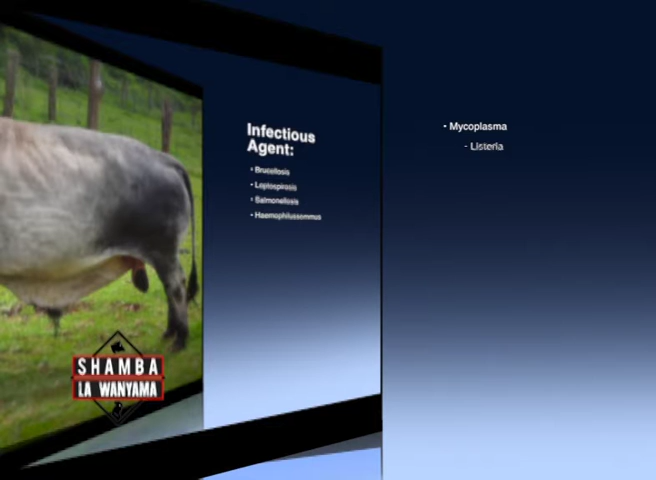 Infectious
Agent:
• Brucellosis
• Leptospirosis
• Salmonellosis
• Haemophilussomnus
• Mycoplasma
- Listeria
SHAMBA
LA WANYAMA